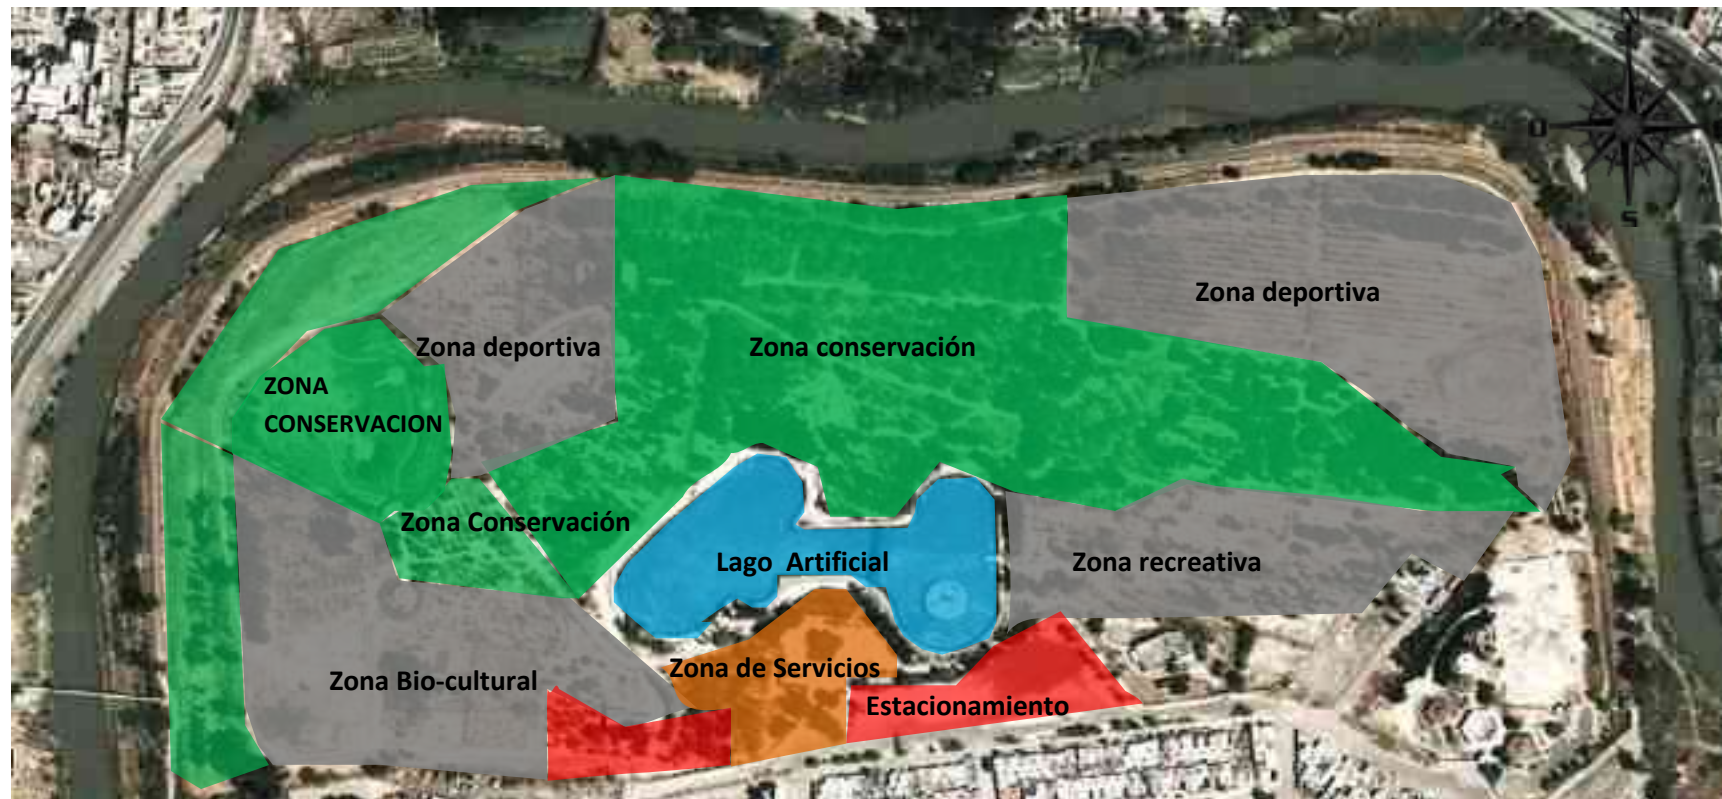 O
S
Zona deportiva
Zona deportiva
Zona conservación
ZONA
CONSERVACION
Zona Conservación
Lago  Artificial
Zona recreativa
Zona de Servicios
Zona Bio-cultural
Estacionamiento